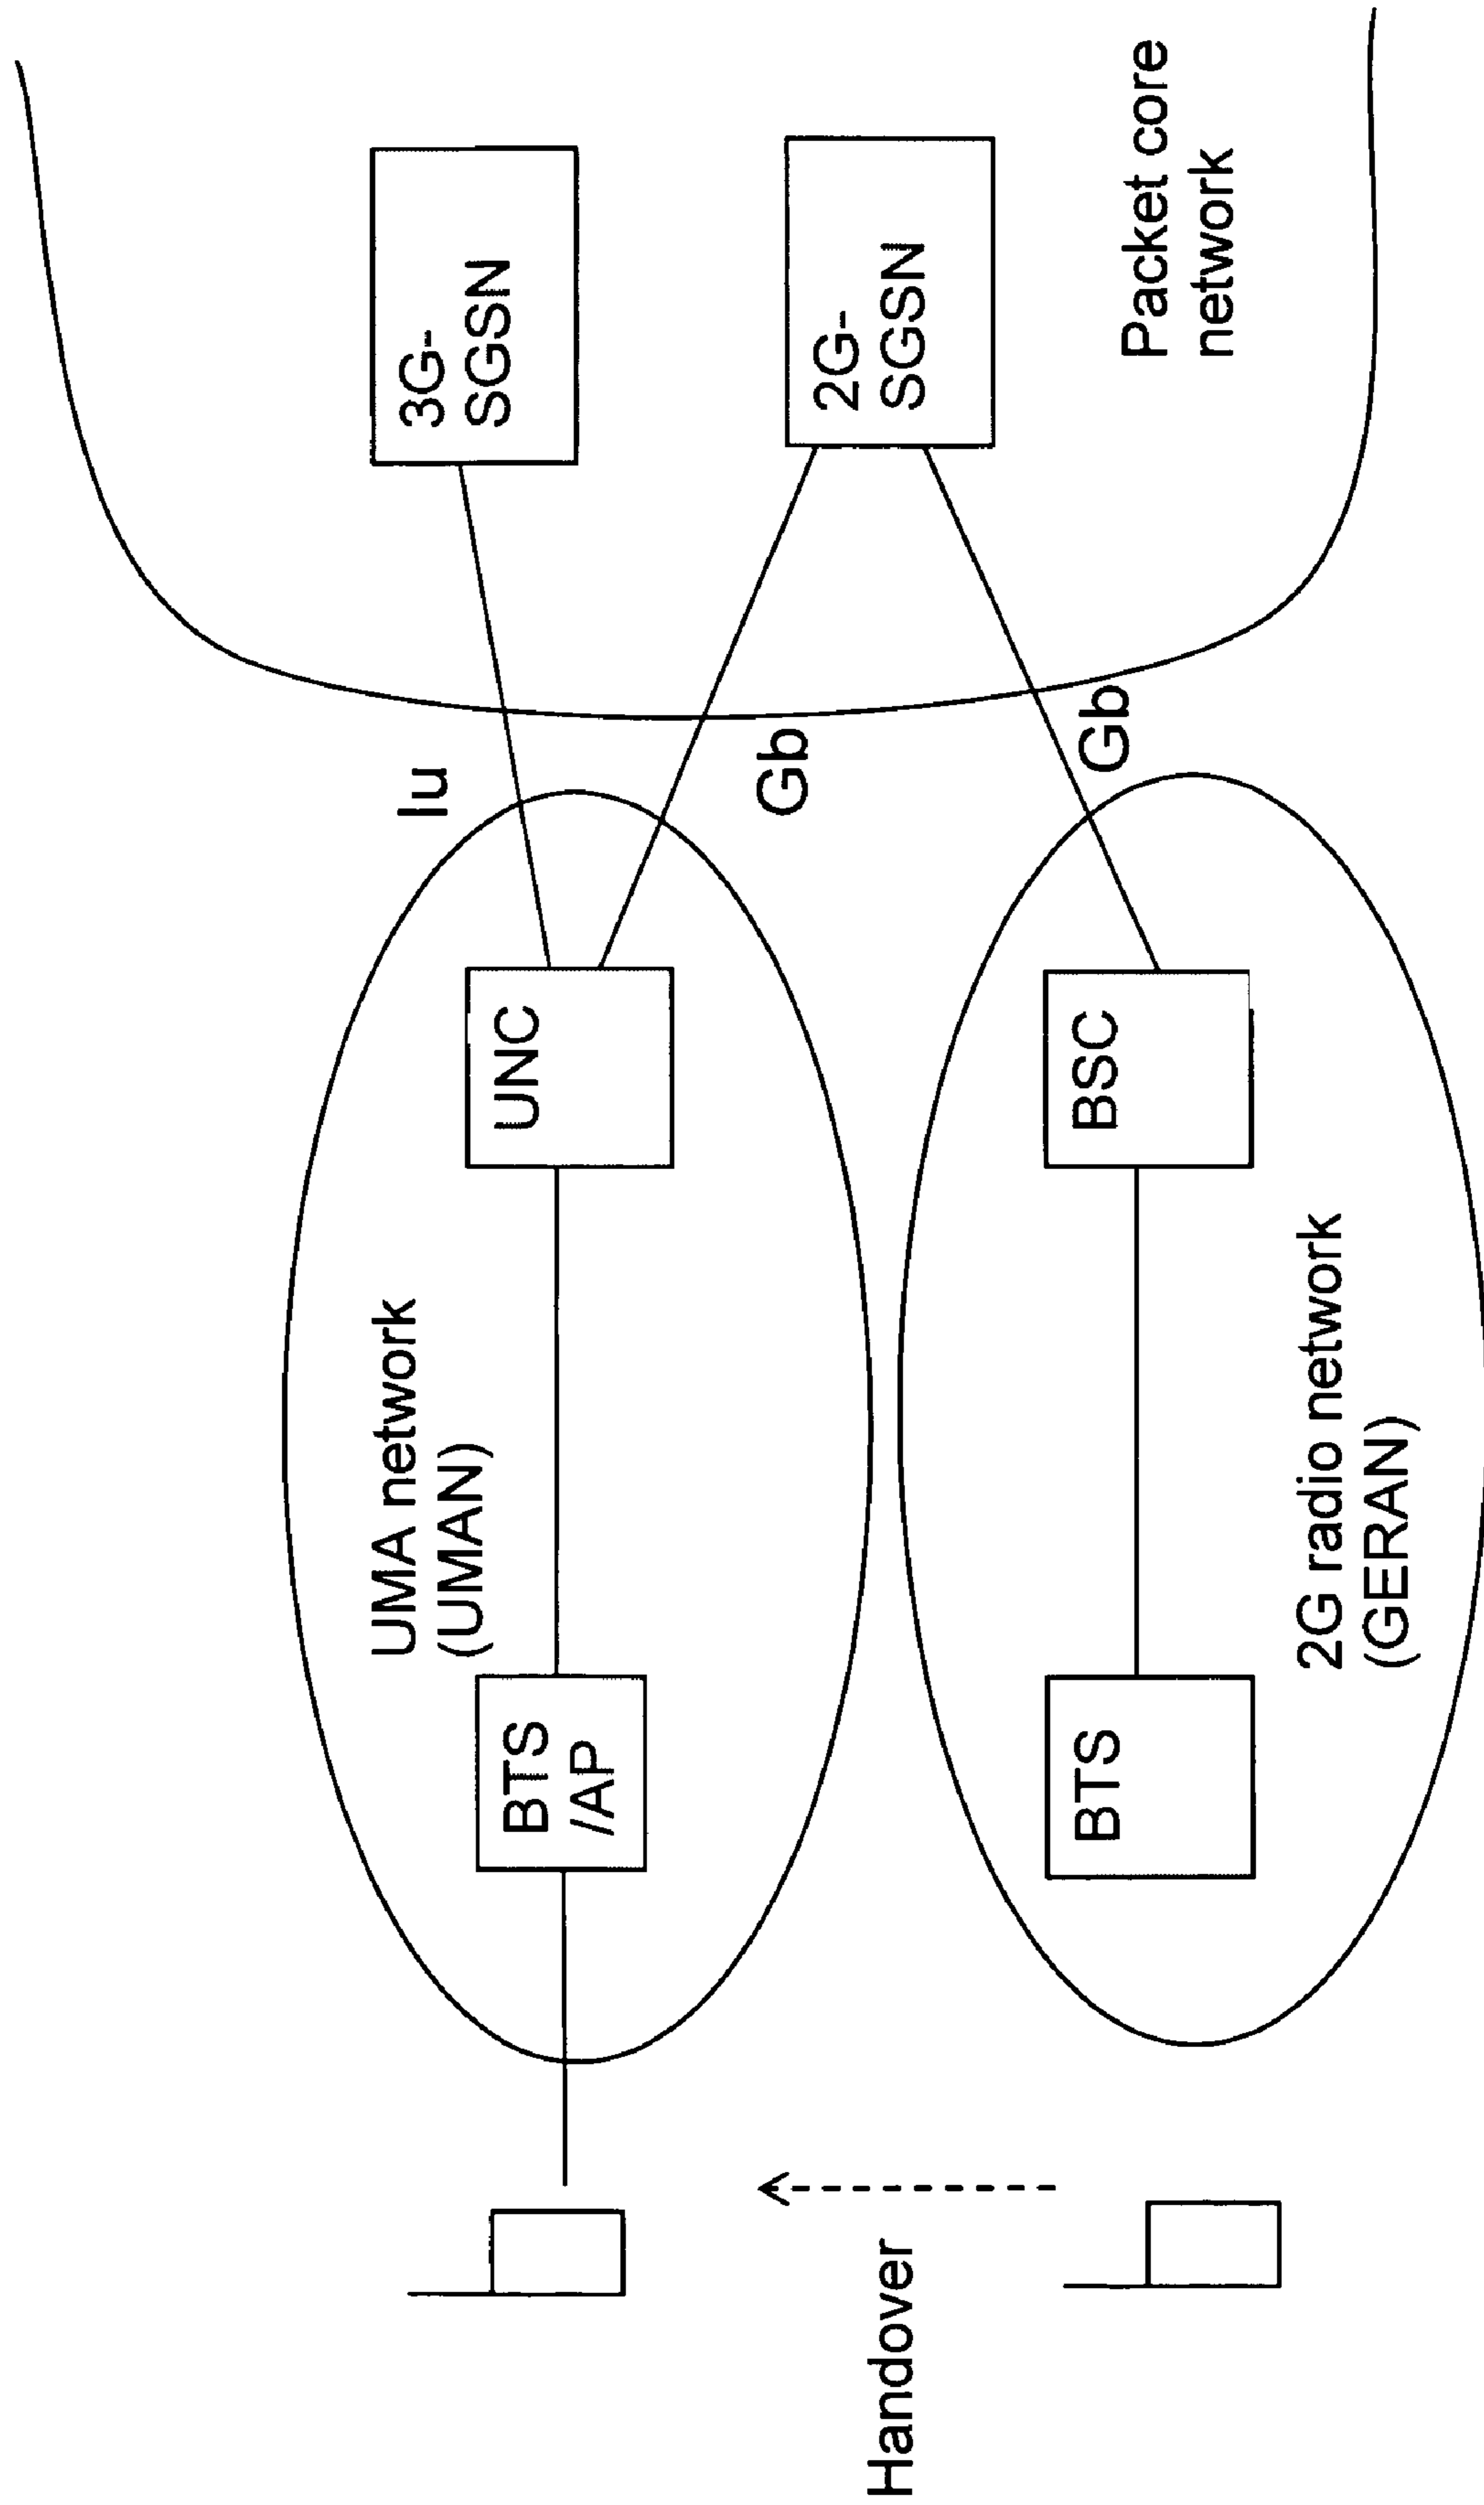 UMA network
(UMAN)
BTS
/AP
UNC
Iu
3G-
SGSN
Gb
2G-
SGSN
Handover
BTS
BSC
Gb
2G radio network
(GERAN)
Packet core
network